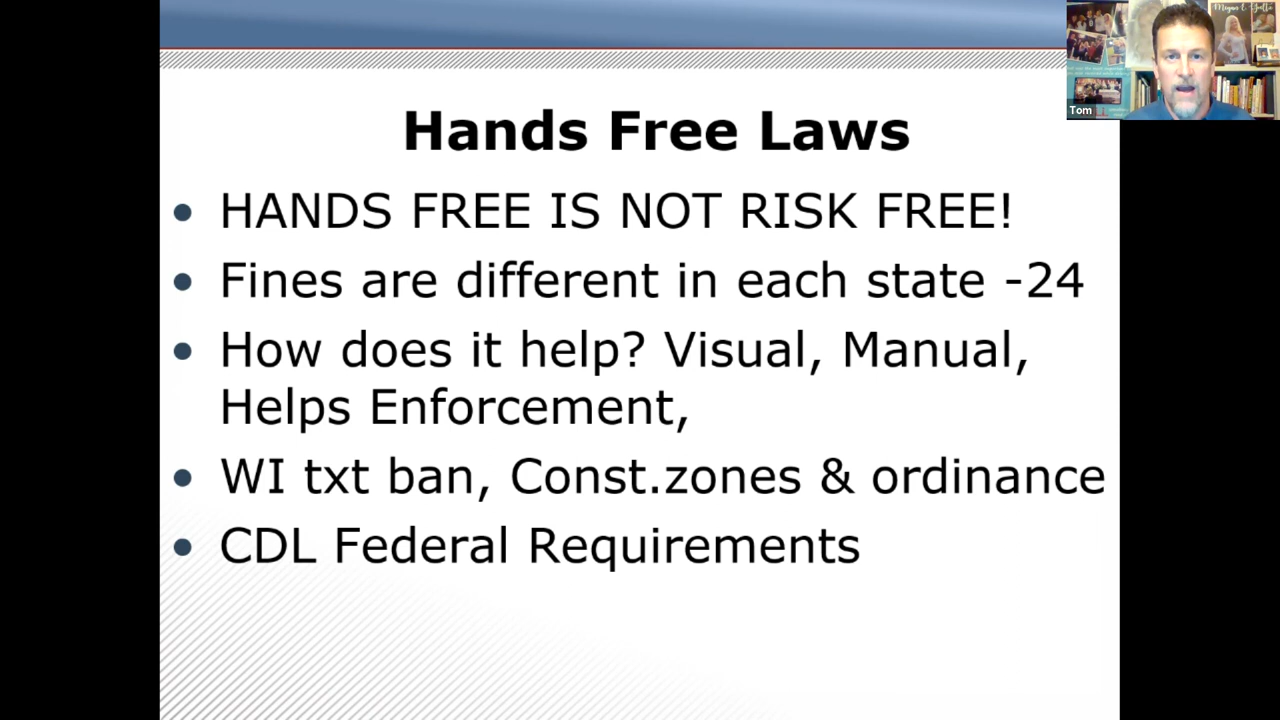 Hands Free Laws
• HANDS FREE IS NOT RISK FREE!
• Fines are different in each state -24
• How does it help? Visual, Manual,
Helps Enforcement,
• WI txt ban, Const.zones & ordinance
• CDL Federal Requirements
Tom